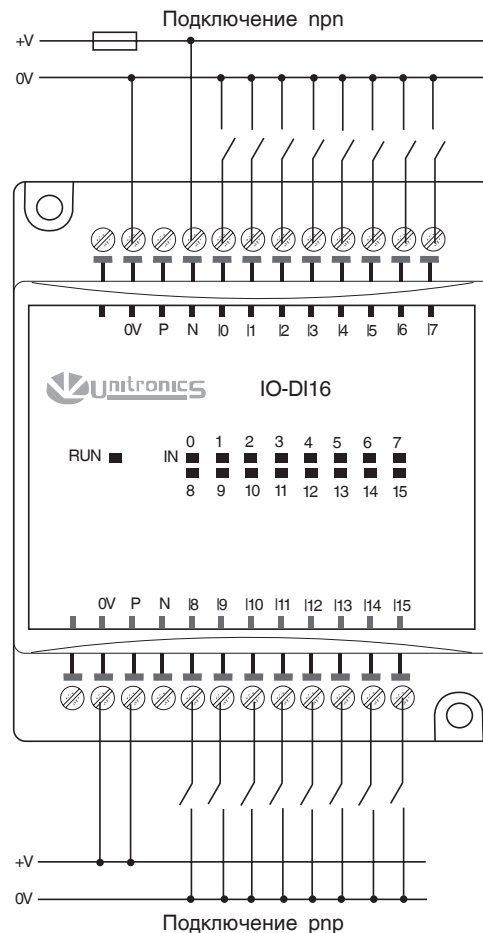 Подключение npn
+V
0V
0V P N I0 I1 I2 I3 I4 I5 I6 I7
Unitronics IO-DI16
0 1 2 3 4 5 6 7
RUN IN
8 9 10 11 12 13 14 15
0V P N I8 I9 I10 I11 I12 I13 I14 I15
+V
0V
Подключение pnp